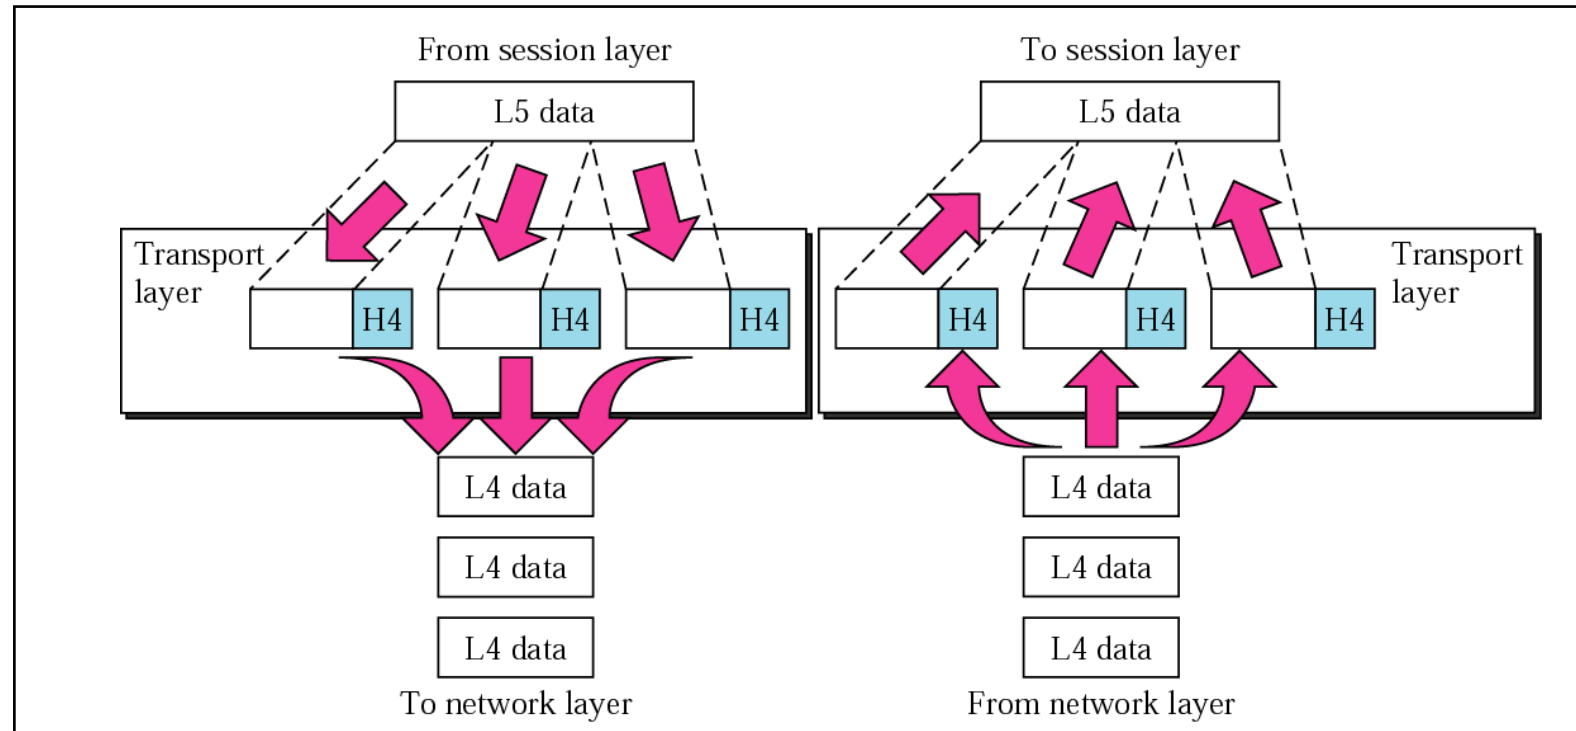 From session layer
L5 data
Transport
layer
H4
H4
H4
L4 data
L4 data
L4 data
To network layer
To session layer
L5 data
Transport
layer
H4
H4
H4
L4 data
L4 data
L4 data
From network layer